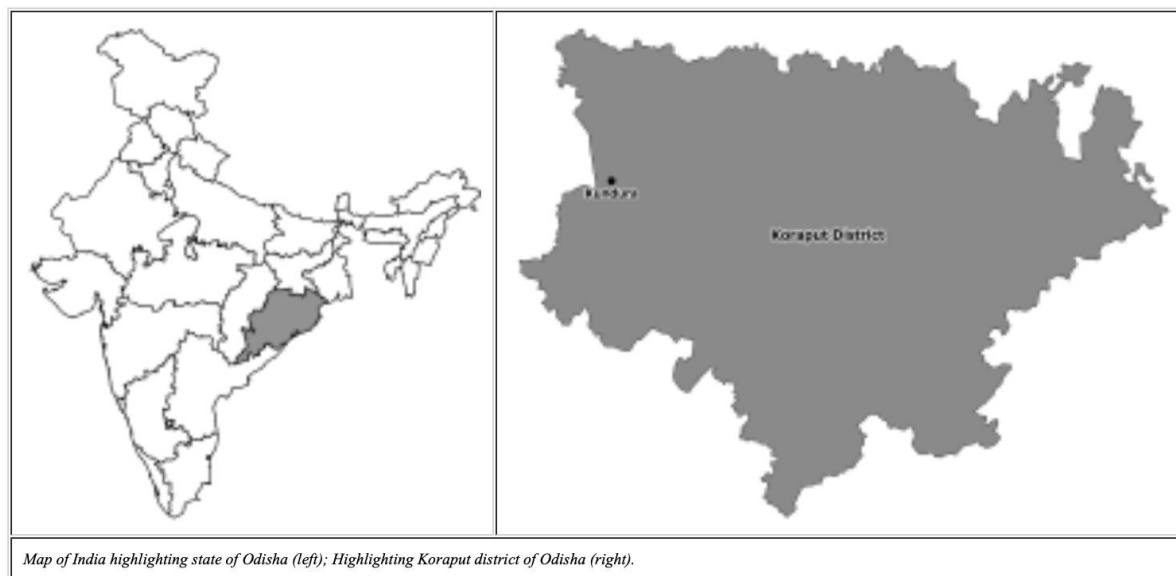 Kundura
Koraput District
Map of India highlighting state of Odisha (left); Highlighting Koraput district of Odisha (right).